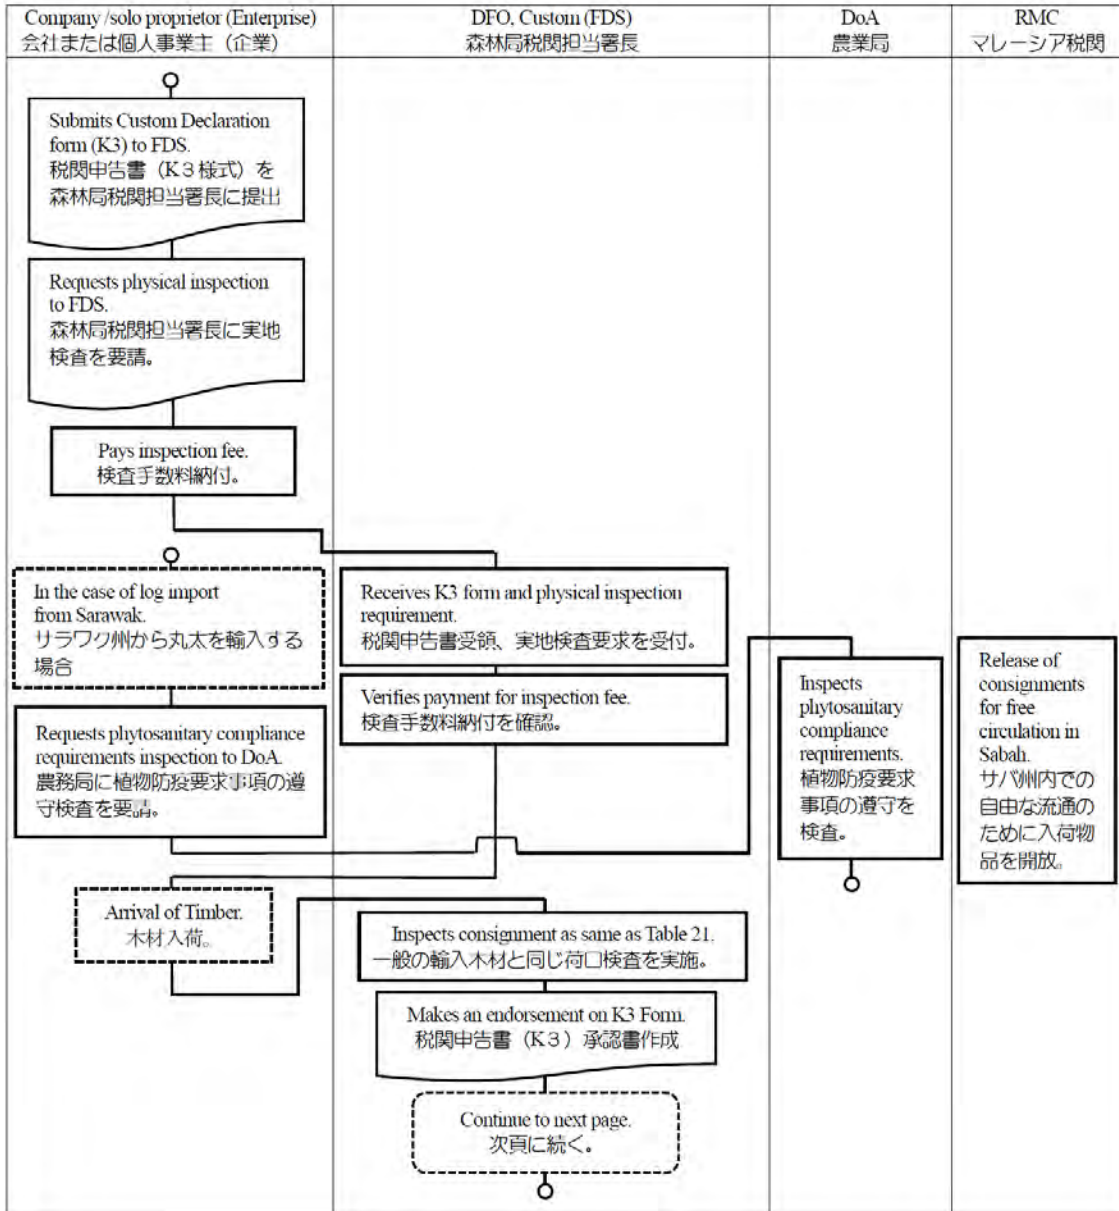 Company /solo proprietor (Enterprise)
会社または個人事業主（企業）
DFO, Custom (FDS)
森林局税関担当署長
DoA
農業局
RMC
マレーシア税関
Submits Custom Declaration
form (K3) to FDS.
税関申告書（K３様式）を
森林局税関担当署長に提出
Requests physical inspection
to FDS.
森林局税関担当署長に実地
検査を要請。
Pays inspection fee.
検査手数料納付。
In the case of log import
from Sarawak.
サラワク州から丸太を輸入する
場合
Requests phytosanitary compliance
requirements inspection to DoA.
農務局に植物防疫要求事項の遵
守検査を要請。
Arrival of Timber.
木材入荷。
Receives K3 form and physical inspection
requirement.
税関申告書受領、実地検査要求を受付。
Verifies payment for inspection fee.
検査手数料納付を確認。
Inspects consignment as same as Table 21.
一般の輸入木材と同じ荷口検査を実施。
Makes an endorsement on K3 Form.
税関申告書（K３）承認書作成
Continue to next page.
次頁に続く。
Inspects
phytosanitary
compliance
requirements.
植物防疫要求
事項の遵守を
検査。
Release of
consignments
for free
circulation in
Sabah.
サバ州内での
自由な流通の
ために入荷物
品を開放。